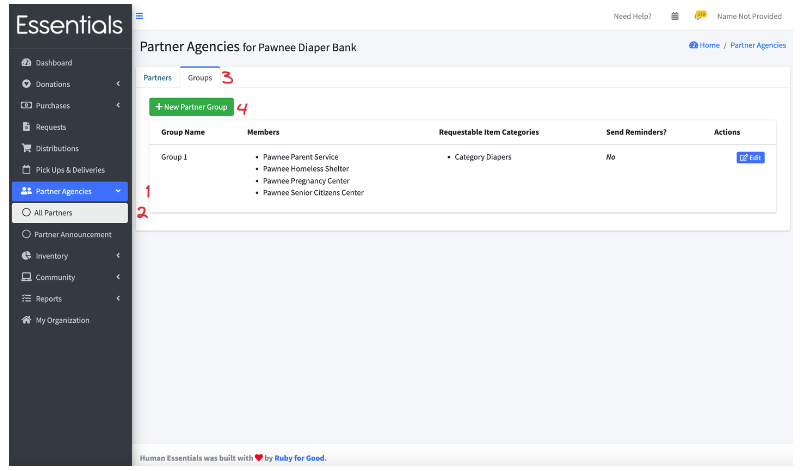 Essentials
Need Help?
Name Not Provided
Partner Agencies for Pawnee Diaper Bank
Home / Partner Agencies
Dashboard
Donations
Purchases
Requests
Distributions
Pick Ups & Deliveries
Partner Agencies
1
All Partners
2
Partner Announcement
Inventory
Community
Reports
My Organization
Partners Groups 3
+ New Partner Group 4
Group Name Members Requestable Item Categories Send Reminders? Actions
Group 1 • Pawnee Parent Service • Category Diapers No Edit
• Pawnee Homeless Shelter
• Pawnee Pregnancy Center
• Pawnee Senior Citizens Center
Human Essentials was built with ❤ by Ruby for Good.